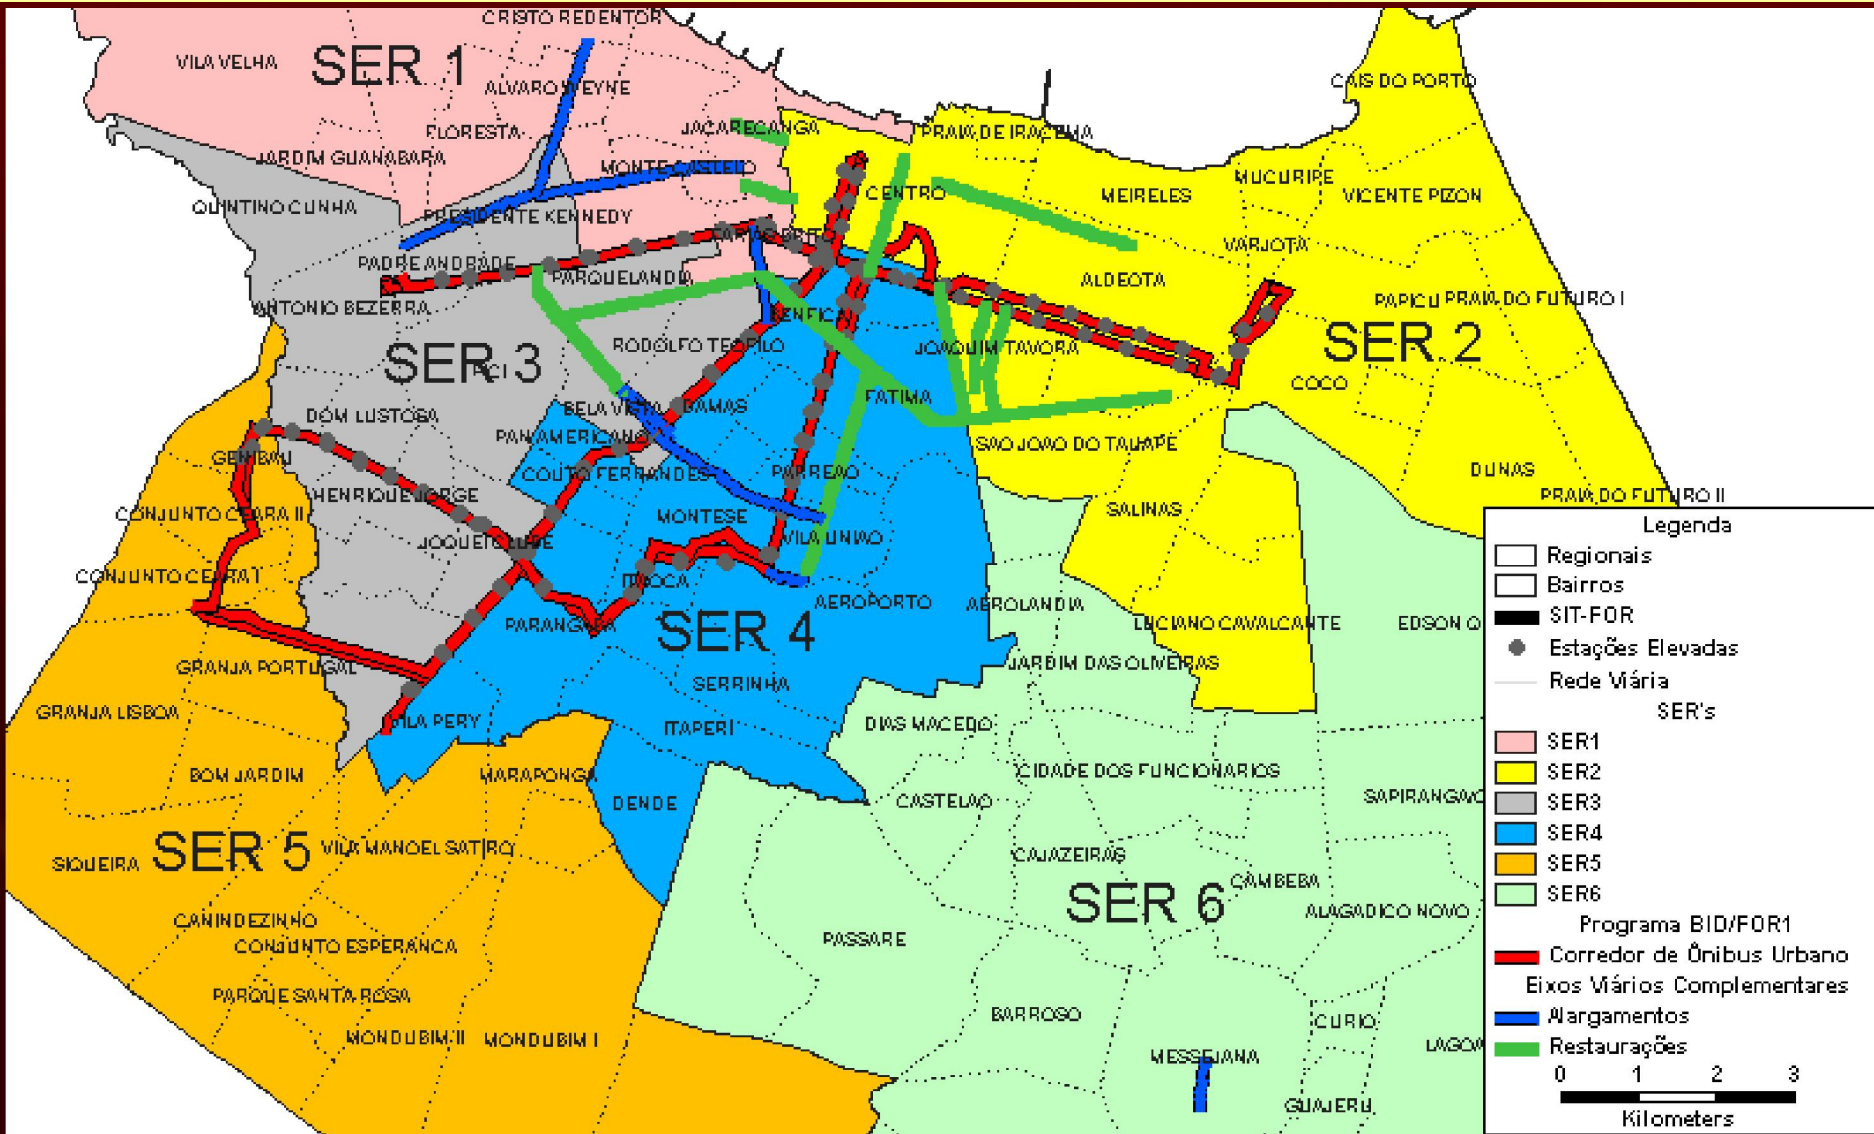 CRISTO REDENTOR
VILA VELHA
SER 1
ALVARO WEYNE
CAIS DO PORTO
FLORESTA
JACARECANGA
PRAIA DE IRACEMA
JARDIM GUANABARA
MONTE CASTELO
MUCURIPE
CENTRO
MEIRELES
VICENTE PIZON
QUINTINO CUNHA
PRESIDENTE KENNEDY
FARIAS BRITO
VARJOTA
PADRE ANDRADE
PARQUELANDIA
ALDEOTA
ANTONIO BEZERRA
BENFICA
PAPICU
PRAIA DO FUTURO I
RODOLFO TEOFILO
JOAQUIM TAVORA
SER 2
SER 3
PICI
COCO
FATIMA
DOM LUSTOSA
BELA VISTA
DAMAS
PANAMERICANO
SAO JOAO DO TAUAPE
GENIBAU
COUTO FERNANDES
PARREAO
DUNAS
HENRIQUE JORGE
PRAIA DO FUTURO II
CONJUNTO CEARA II
MONTESE
SALINAS
JOQUEI CLUBE
VILA UNIAO
CONJUNTO CEARA I
ITAOCA
AEROPORTO
AEROLANDIA
PARANGABA
SER 4
LUCIANO CAVALCANTE
EDSON Q
GRANJA PORTUGAL
JARDIM DAS OLIVEIRAS
SERRINHA
GRANJA LISBOA
VILA PERY
ITAPERI
DIAS MACEDO
BOM JARDIM
MARAPONGA
CIDADE DOS FUNCIONARIOS
DENDE
CASTELAO
SAPIRANGA/C
SER 5
VILA MANOEL SATIRO
SIQUEIRA
CAJAZEIRAS
CAMBEBA
SER 6
ALAGADICO NOVO
CANINDEZINHO
CONJUNTO ESPERANCA
PASSARE
PARQUE SANTA ROSA
BARROSO
CURIO
MONDUBIM II
MONDUBIM I
LAGOA
MESSEJANA
GUAJERU
Legenda
Regionais
Bairros
SIT-FOR
Estações Elevadas
Rede Viária
SER's
SER1
SER2
SER3
SER4
SER5
SER6
Programa BID/FOR1
Corredor de Ônibus Urbano
Eixos Viários Complementares
Alargamentos
Restaurações
0 1 2 3
Kilometers